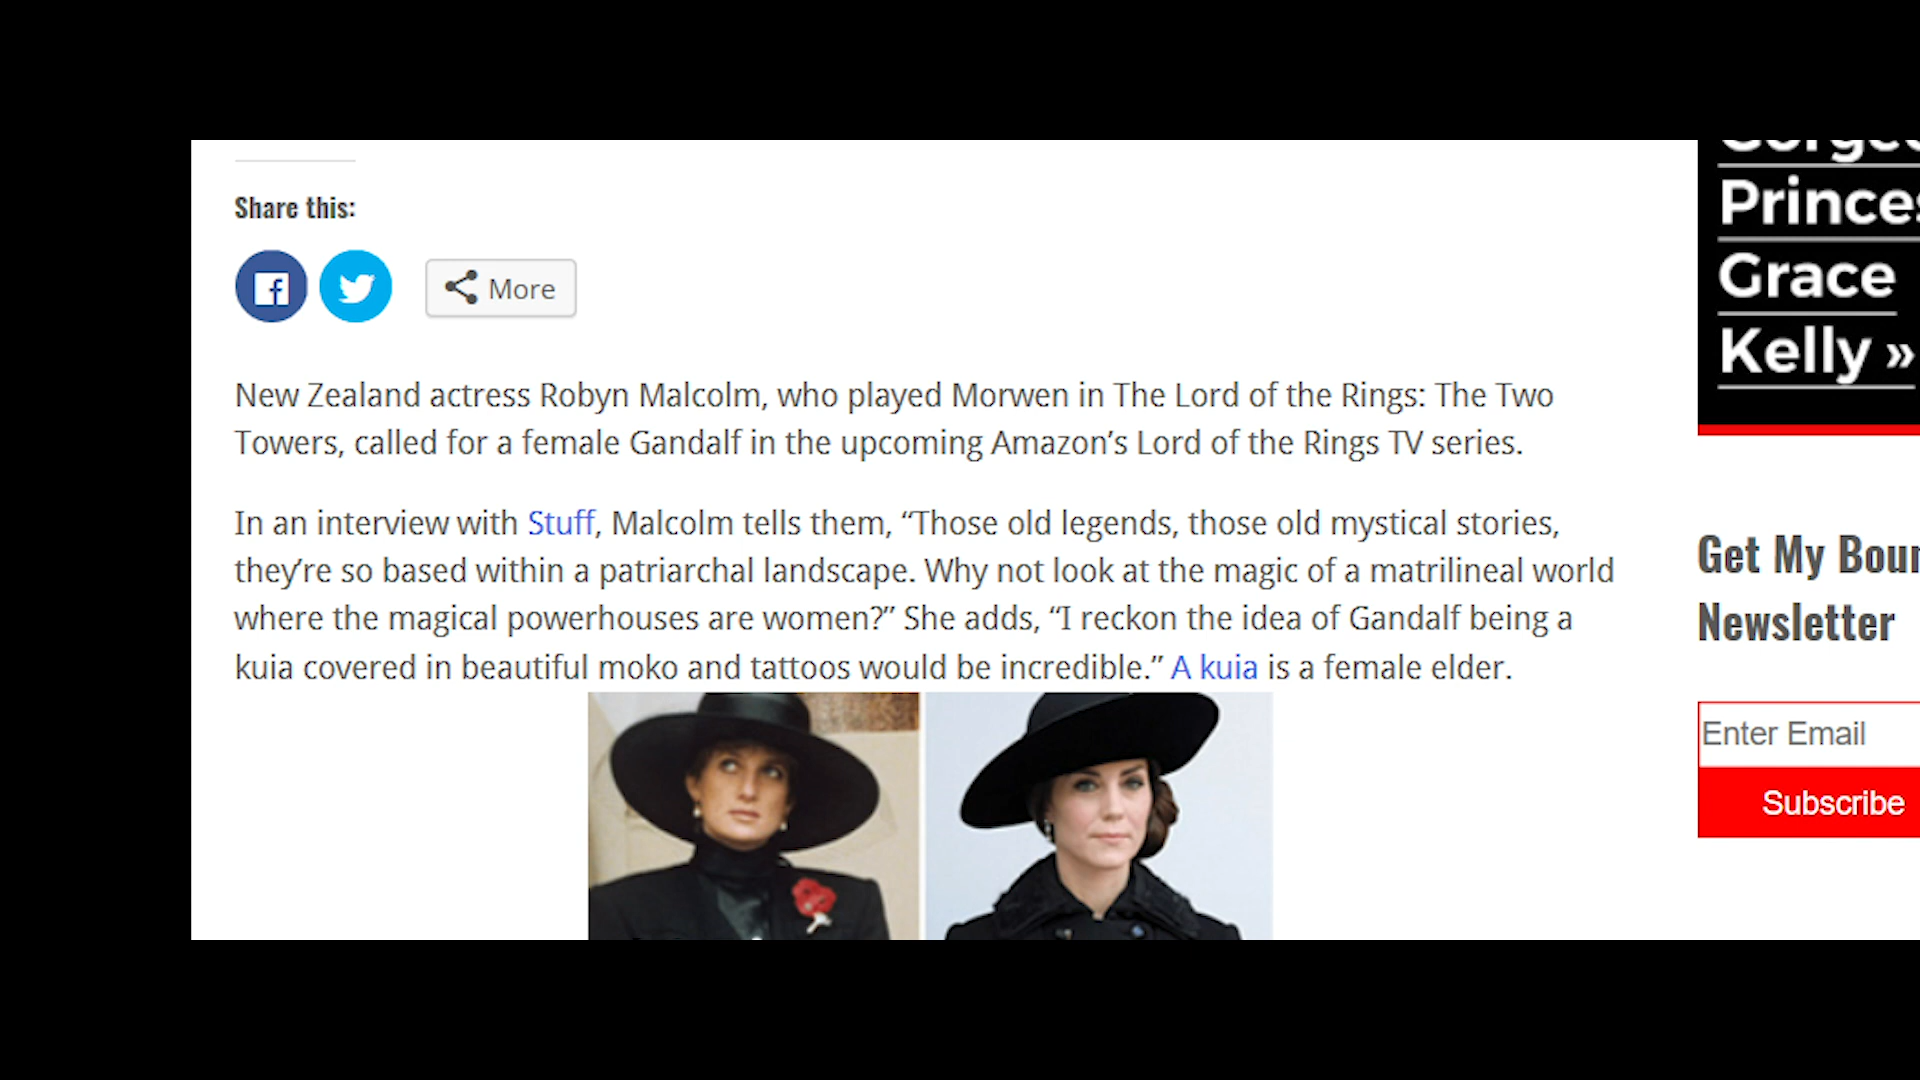 Share this:
More
New Zealand actress Robyn Malcolm, who played Morwen in The Lord of the Rings: The Two
Towers, called for a female Gandalf in the upcoming Amazon’s Lord of the Rings TV series.
In an interview with Stuff, Malcolm tells them, “Those old legends, those old mystical stories,
they’re so based within a patriarchal landscape. Why not look at the magic of a matrilineal world
where the magical powerhouses are women?” She adds, “I reckon the idea of Gandalf being a
kuia covered in beautiful moko and tattoos would be incredible.” A kuia is a female elder.
Grace
Kelly »
Get My
Newsletter
Enter Email
Subscribe